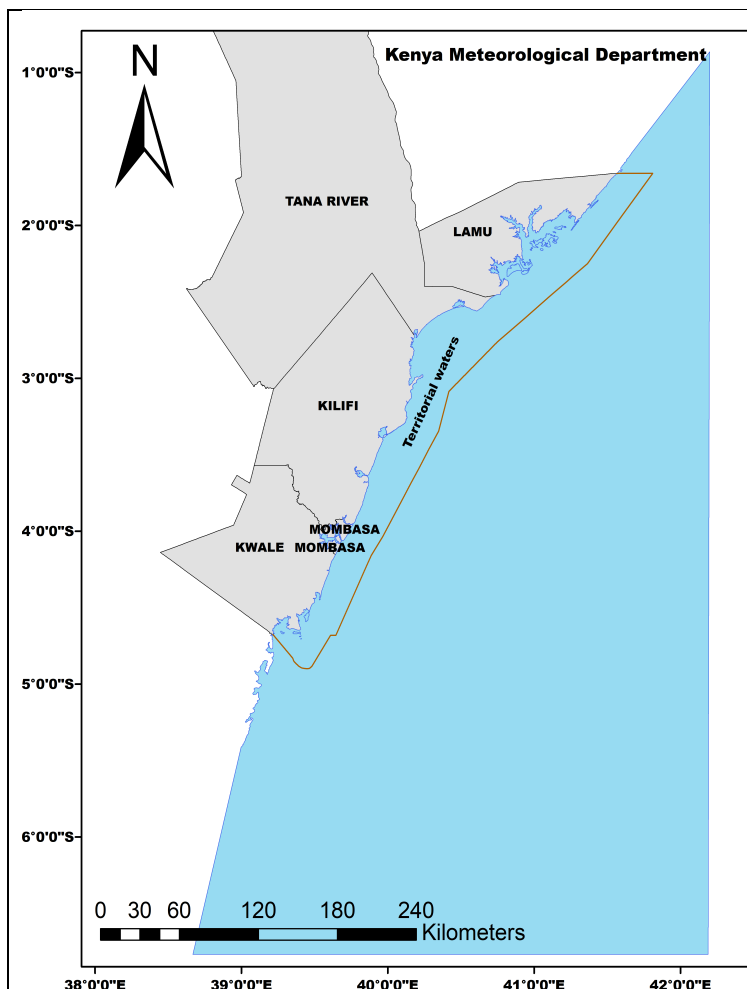 Kenya Meteorological Department
N
1°0'0"S
2°0'0"S
3°0'0"S
4°0'0"S
5°0'0"S
6°0'0"S
TANA RIVER
LAMU
Territorial waters
KILIFI
MOMBASA
KWALE MOMBASA
0 30 60 120 180 240
Kilometers
38°0'0"E 39°0'0"E 40°0'0"E 41°0'0"E 42°0'0"E